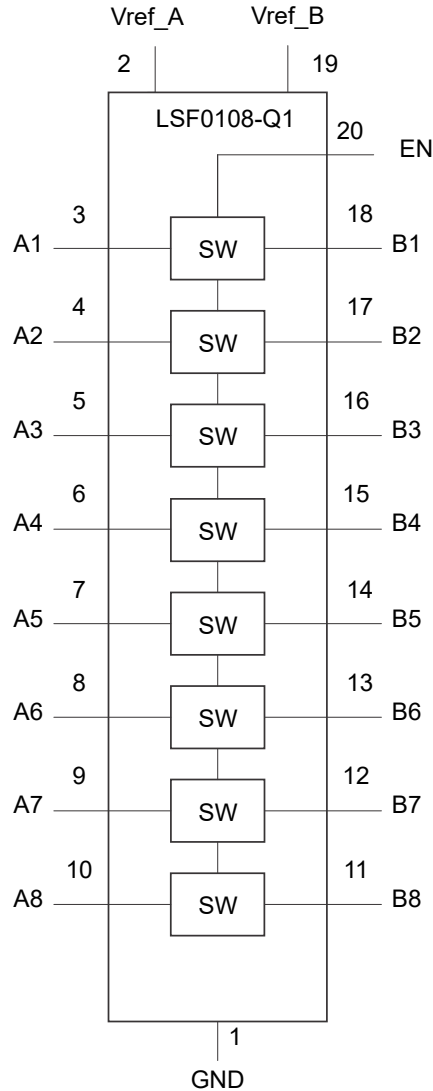 Vref_A Vref_B
2 19
LSF0108-Q1
20 EN
3 18
A1 SW B1
4 17
A2 SW B2
5 16
A3 SW B3
6 15
A4 SW B4
7 14
A5 SW B5
8 13
A6 SW B6
9 12
A7 SW B7
10 11
A8 SW B8
1
GND